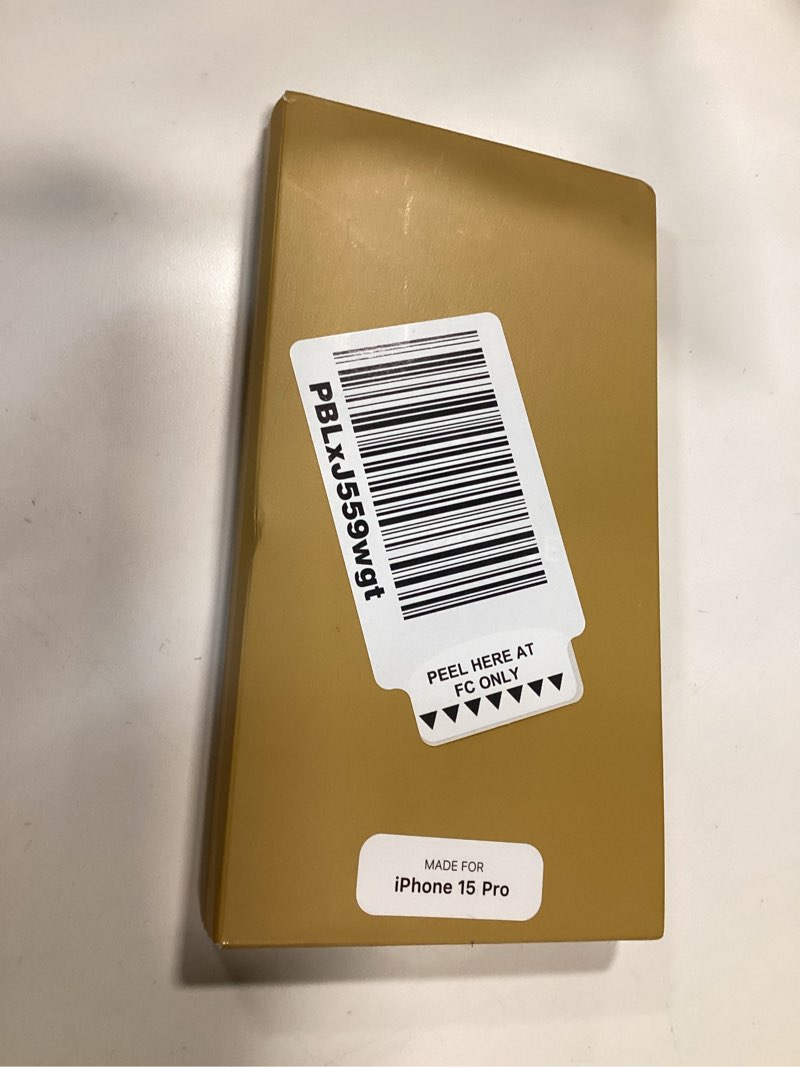 PBLxJ559wgt
PEEL HERE AT
FC ONLY
MADE FOR
iPhone 15 Pro